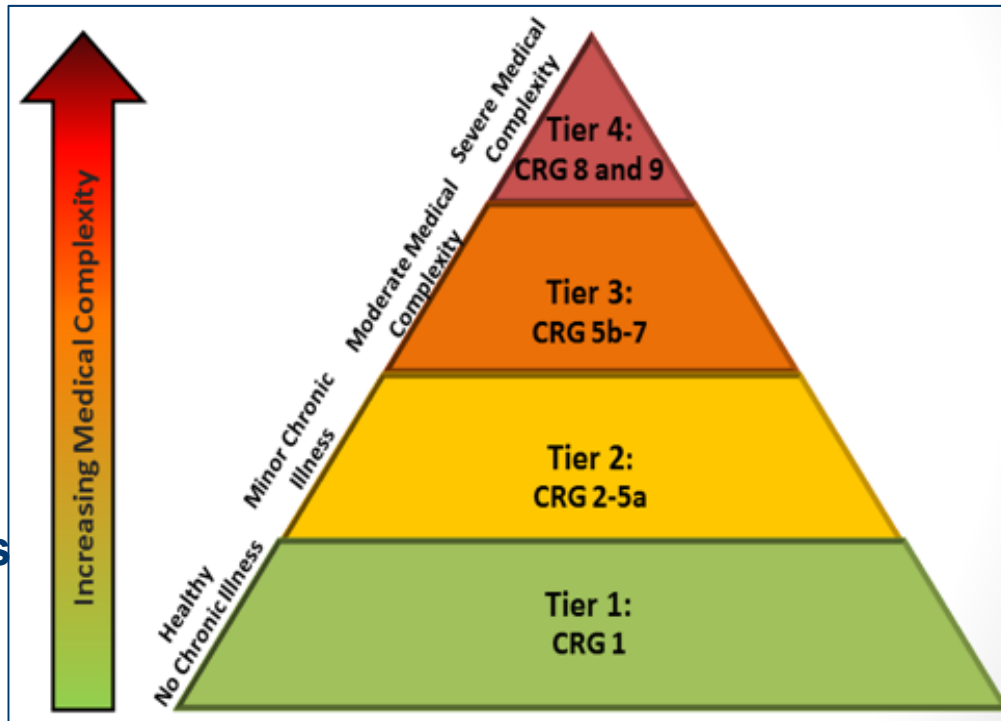 Increasing Medical Complexity
Severe Medical
Complexity
Tier 4:
CRG 8 and 9
Moderate Medical
Complexity
Tier 3:
CRG 5b-7
Minor Chronic
Illness
Tier 2:
CRG 2-5a
s
Healthy
No Chronic Illness
Tier 1:
CRG 1